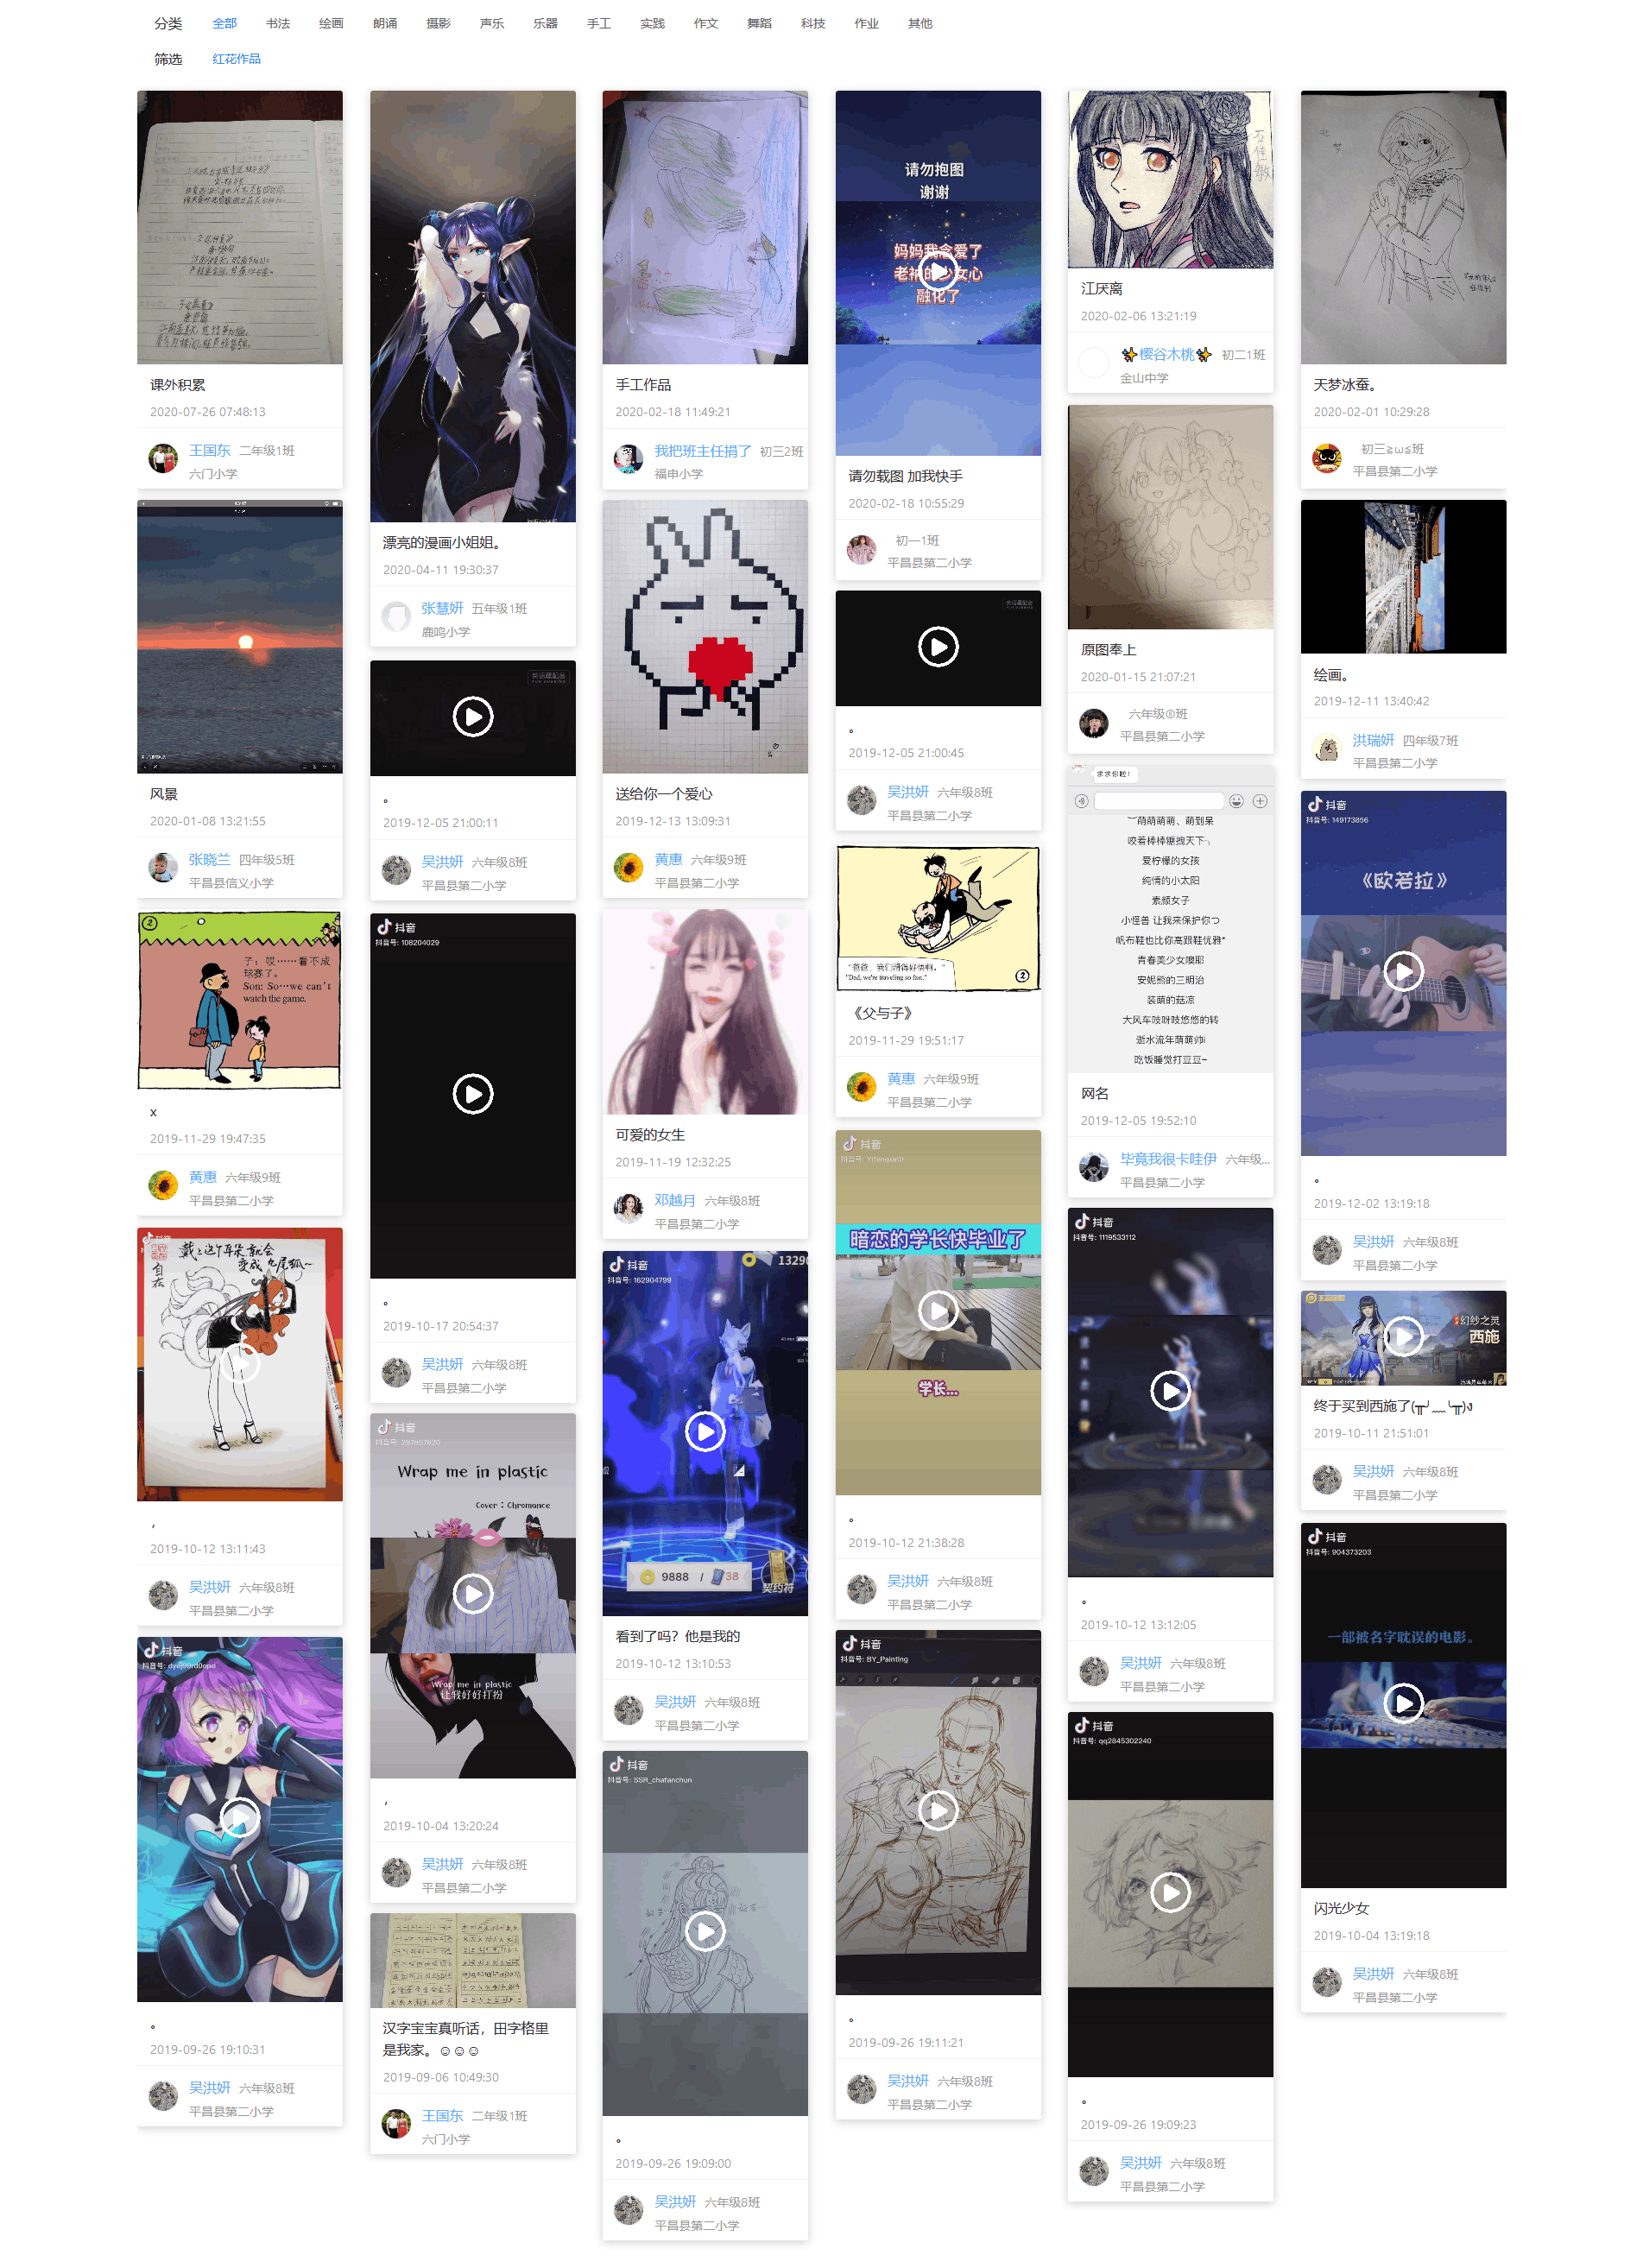 分类 全部 书法 绘画 朗诵 摄影 声乐 乐器 手工 实践 作文 舞蹈 科技 作业 其他
筛选 红花作品
课外积累
2020-07-26 07:48:13
王国东 二年级1班
六门小学
风景
2020-01-08 13:21:55
张晓兰 四年级5班
平昌县信义小学
②
子：哎……看不成
球赛了。
Son: So…we can't
watch the game.
x
2019-11-29 19:47:35
黄惠 六年级9班
平昌县第二小学
戴上这个耳朵就会
变成九尾狐~
自在
,
2019-10-12 13:11:43
吴洪妍 六年级8班
平昌县第二小学
抖音
。
2019-09-26 19:10:31
吴洪妍 六年级8班
平昌县第二小学
漂亮的漫画小姐姐。
2020-04-11 19:30:37
张慧妍 五年级1班
鹿鸣小学
。
2019-12-05 21:00:11
吴洪妍 六年级8班
平昌县第二小学
抖音
抖音号: 108204029
。
2019-10-17 20:54:37
吴洪妍 六年级8班
平昌县第二小学
抖音
Wrap me in plastic
Cover：Chromance
Wrap me in plastic
让我好好打扮
,
2019-10-04 13:20:24
吴洪妍 六年级8班
平昌县第二小学
汉字宝宝真听话，田字格里
是我家。☺☺☺
2019-09-06 10:49:30
王国东 二年级1班
六门小学
手工作品
2020-02-18 11:49:21
我把班主任捐了 初三2班
福申小学
送给你一个爱心
2019-12-13 13:09:31
黄惠 六年级9班
平昌县第二小学
可爱的女生
2019-11-19 12:32:25
邓越月 六年级8班
平昌县第二小学
抖音
抖音号: 162904799
13290
9888 / 38
契约符
看到了吗？他是我的
2019-10-12 13:10:53
吴洪妍 六年级8班
平昌县第二小学
抖音
抖音号: SSR_chafanchun
。
2019-09-26 19:09:00
吴洪妍 六年级8班
平昌县第二小学
请勿抱图
谢谢
妈妈我恋爱了
老衲的少女心
融化了
请勿载图 加我快手
2020-02-18 10:55:29
初一1班
平昌县第二小学
。
2019-12-05 21:00:45
吴洪妍 六年级8班
平昌县第二小学
“爸爸，我们滑得好快啊。”
"Dad, we're traveling so fast."
②
《父与子》
2019-11-29 19:51:17
黄惠 六年级9班
平昌县第二小学
抖音
暗恋的学长快毕业了
学长...
。
2019-10-12 21:38:28
吴洪妍 六年级8班
平昌县第二小学
抖音
抖音号: BY_Painting
。
2019-09-26 19:11:21
吴洪妍 六年级8班
平昌县第二小学
江厌离
2020-02-06 13:21:19
✨樱谷木桃✨ 初二1班
金山中学
原图奉上
2020-01-15 21:07:21
六年级⑧班
平昌县第二小学
求求你啦！
萌萌萌萌、萌到呆
咬着棒棒糖拽天下╮
爱柠檬的女孩
纯情的小太阳
素颜女子
小怪兽 让我来保护你つ
帆布鞋也比你高跟鞋优雅*
青春美少女噢耶
安妮熊的三明治
装萌的菇凉
大风车吱呀吱悠悠的转
逝水流年萌萌帅i
吃饭睡觉打豆豆~
网名
2019-12-05 19:52:10
毕竟我很卡哇伊 六年级...
平昌县第二小学
抖音
抖音号: 1119533112
。
2019-10-12 13:12:05
吴洪妍 六年级8班
平昌县第二小学
抖音
抖音号: qq2845302240
。
2019-09-26 19:09:23
吴洪妍 六年级8班
平昌县第二小学
天梦冰蚕。
2020-02-01 10:29:28
初三≧ω≦班
平昌县第二小学
绘画。
2019-12-11 13:40:42
洪瑞妍 四年级7班
平昌县第二小学
抖音
抖音号: 149173856
《欧若拉》
。
2019-12-02 13:19:18
吴洪妍 六年级8班
平昌县第二小学
幻纱之灵
西施
终于买到西施了(╥╯﹏╰╥)ง
2019-10-11 21:51:01
吴洪妍 六年级8班
平昌县第二小学
抖音
抖音号: 904373203
一部被名字耽误的电影。
闪光少女
2019-10-04 13:19:18
吴洪妍 六年级8班
平昌县第二小学